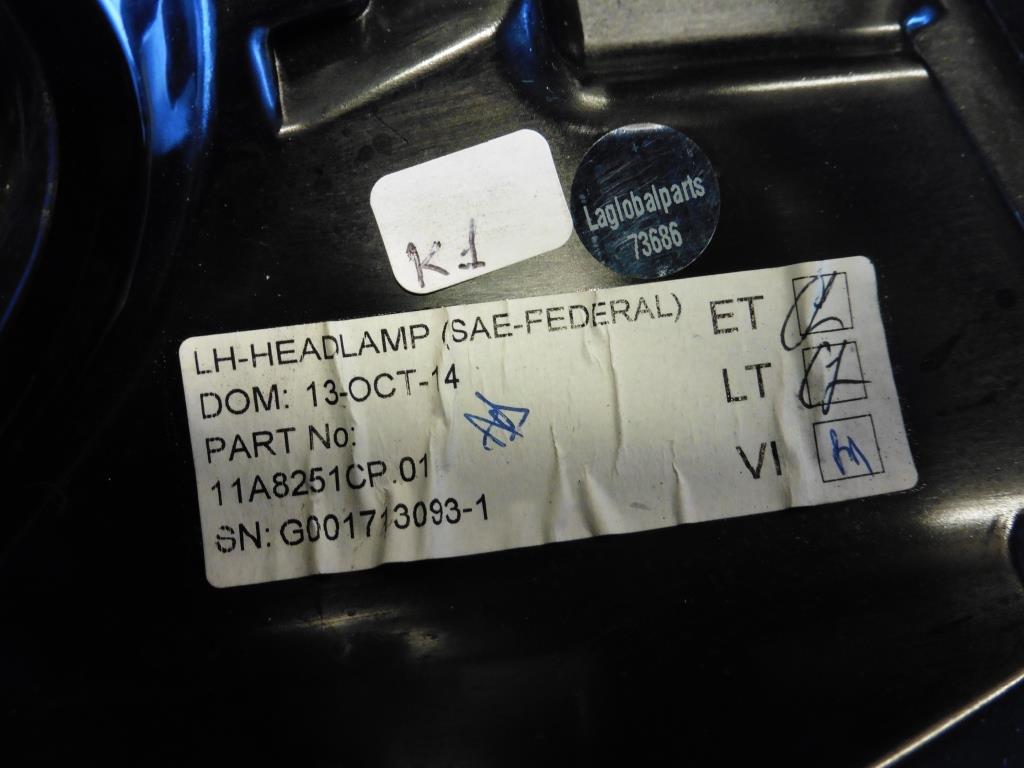 K1
Laglobalparts
73686
LH-HEADLAMP (SAE-FEDERAL)
DOM: 13-OCT-14
PART No:
11A8251CP.01
SN: G001713093-1
ET
LT
VI